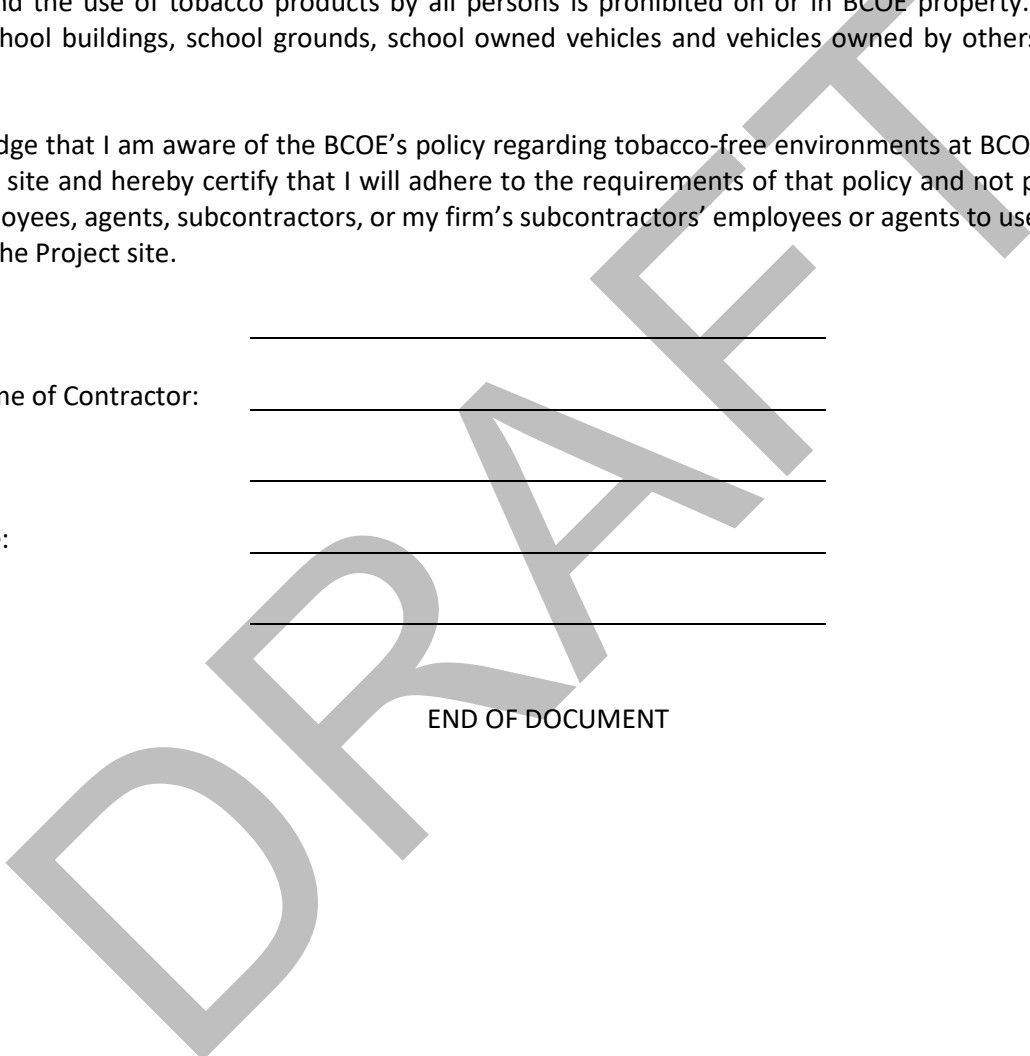 nd the use of tobacco products by all persons is prohibited on or in BCOE property.
hool buildings, school grounds, school owned vehicles and vehicles owned by others
dge that I am aware of the BCOE’s policy regarding tobacco-free environments at BCO
site and hereby certify that I will adhere to the requirements of that policy and not p
oyees, agents, subcontractors, or my firm’s subcontractors’ employees or agents to use
he Project site.
me of Contractor:
:
END OF DOCUMENT
DRAFT